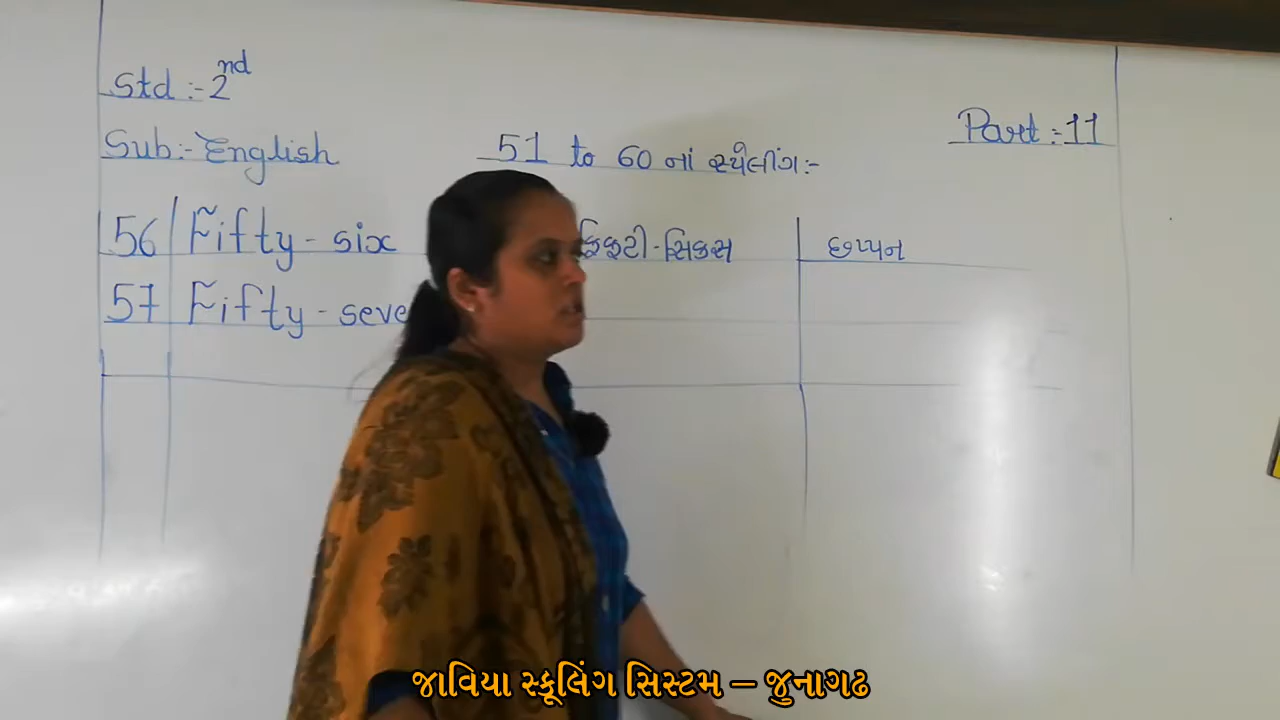 Std :- 2nd
Sub:- English
51 to 60 નાં સ્પેલીંગ:-
Part :- 11
56 Fifty - six ફિફ્ટી - સિક્સ છપ્પન
57 Fifty - seve
જાવિયા સ્કૂલિંગ સિસ્ટમ – જુનાગઢ